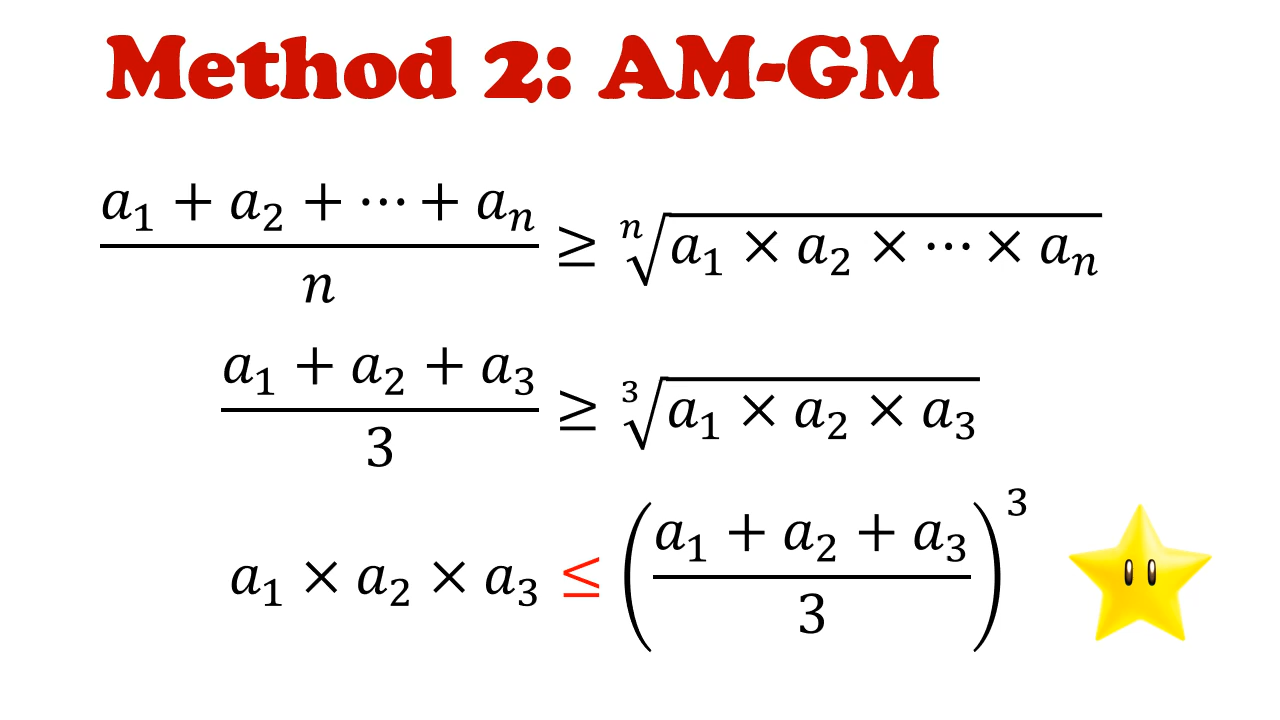 Method 2: AM-GM
(a₁ + a₂ + ⋯ + aₙ)/n ≥ ⁿ√(a₁ × a₂ × ⋯ × aₙ)
(a₁ + a₂ + a₃)/3 ≥ ³√(a₁ × a₂ × a₃)
a₁ × a₂ × a₃ ≤ ((a₁ + a₂ + a₃)/3)³